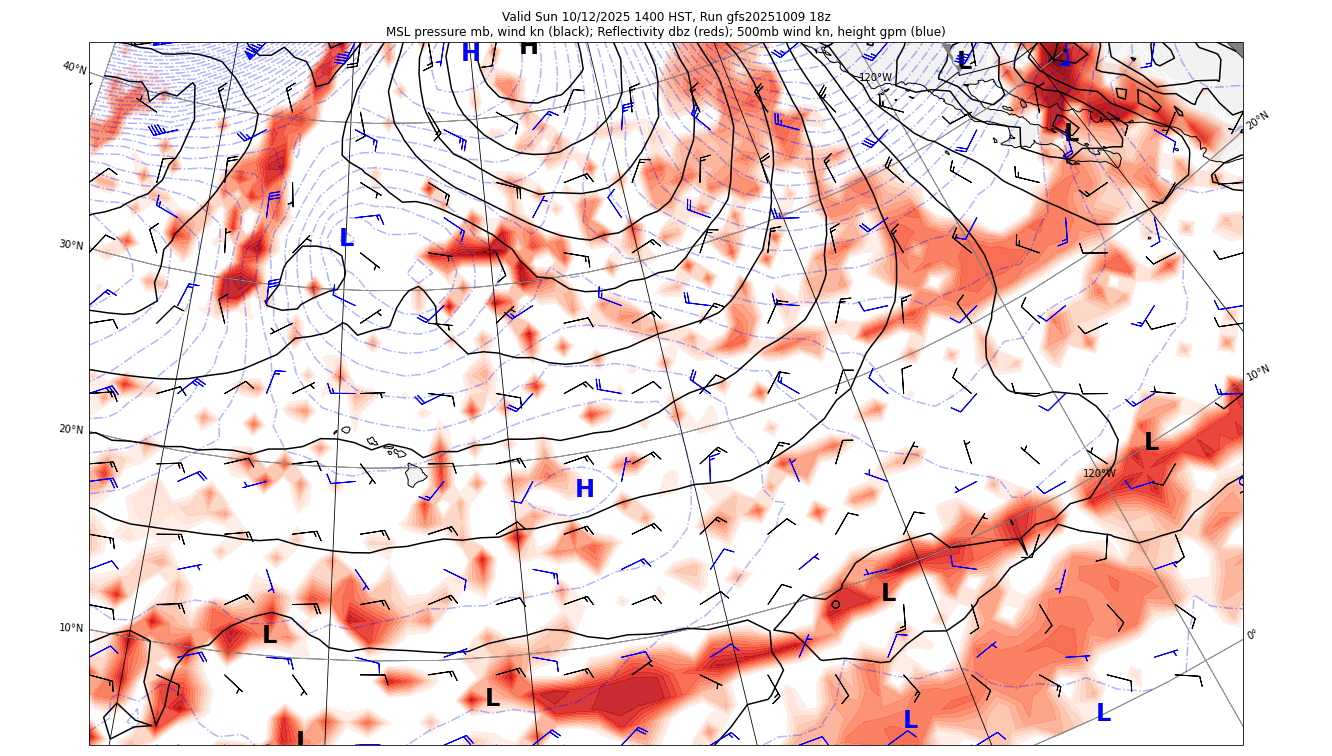 Valid Sun 10/12/2025 1400 HST, Run gfs20251009 18z
MSL pressure mb, wind kn (black); Reflectivity dbz (reds); 500mb wind kn, height gpm (blue)
H
H
L
40°N
120°W
20°N
L
30°N
L
10°N
20°N
L
120°W
H
L
10°N
L
0°
L
L
L
L